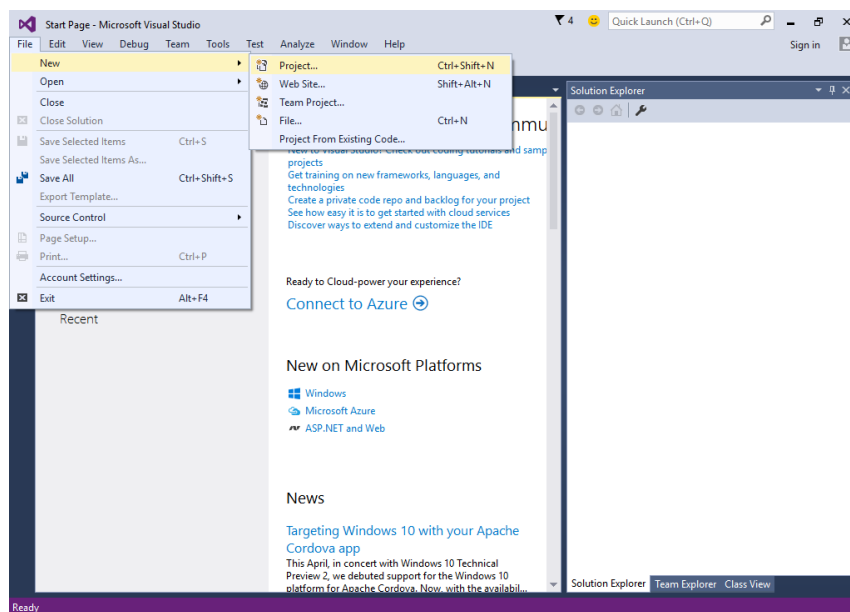 Start Page - Microsoft Visual Studio
4
Quick Launch (Ctrl+Q)
File Edit View Debug Team Tools Test Analyze Window Help
Sign in
New
Open
Close
Close Solution
Save Selected Items Ctrl+S
Save Selected Items As...
Save All Ctrl+Shift+S
Export Template...
Source Control
Page Setup...
Print... Ctrl+P
Account Settings...
Exit Alt+F4
Project... Ctrl+Shift+N
Web Site... Shift+Alt+N
Team Project...
File... Ctrl+N
Project From Existing Code...
Recent
projects
Get training on new frameworks, languages, and
technologies
Create a private code repo and backlog for your project
See how easy it is to get started with cloud services
Discover ways to extend and customize the IDE
Ready to Cloud-power your experience?
Connect to Azure
New on Microsoft Platforms
Windows
Microsoft Azure
ASP.NET and Web
News
Targeting Windows 10 with your Apache
Cordova app
This April, in concert with Windows 10 Technical
Preview 2, we debuted support for the Windows 10
platform for Apache Cordova. Now, with the availabil...
Solution Explorer
Solution Explorer Team Explorer Class View
Ready